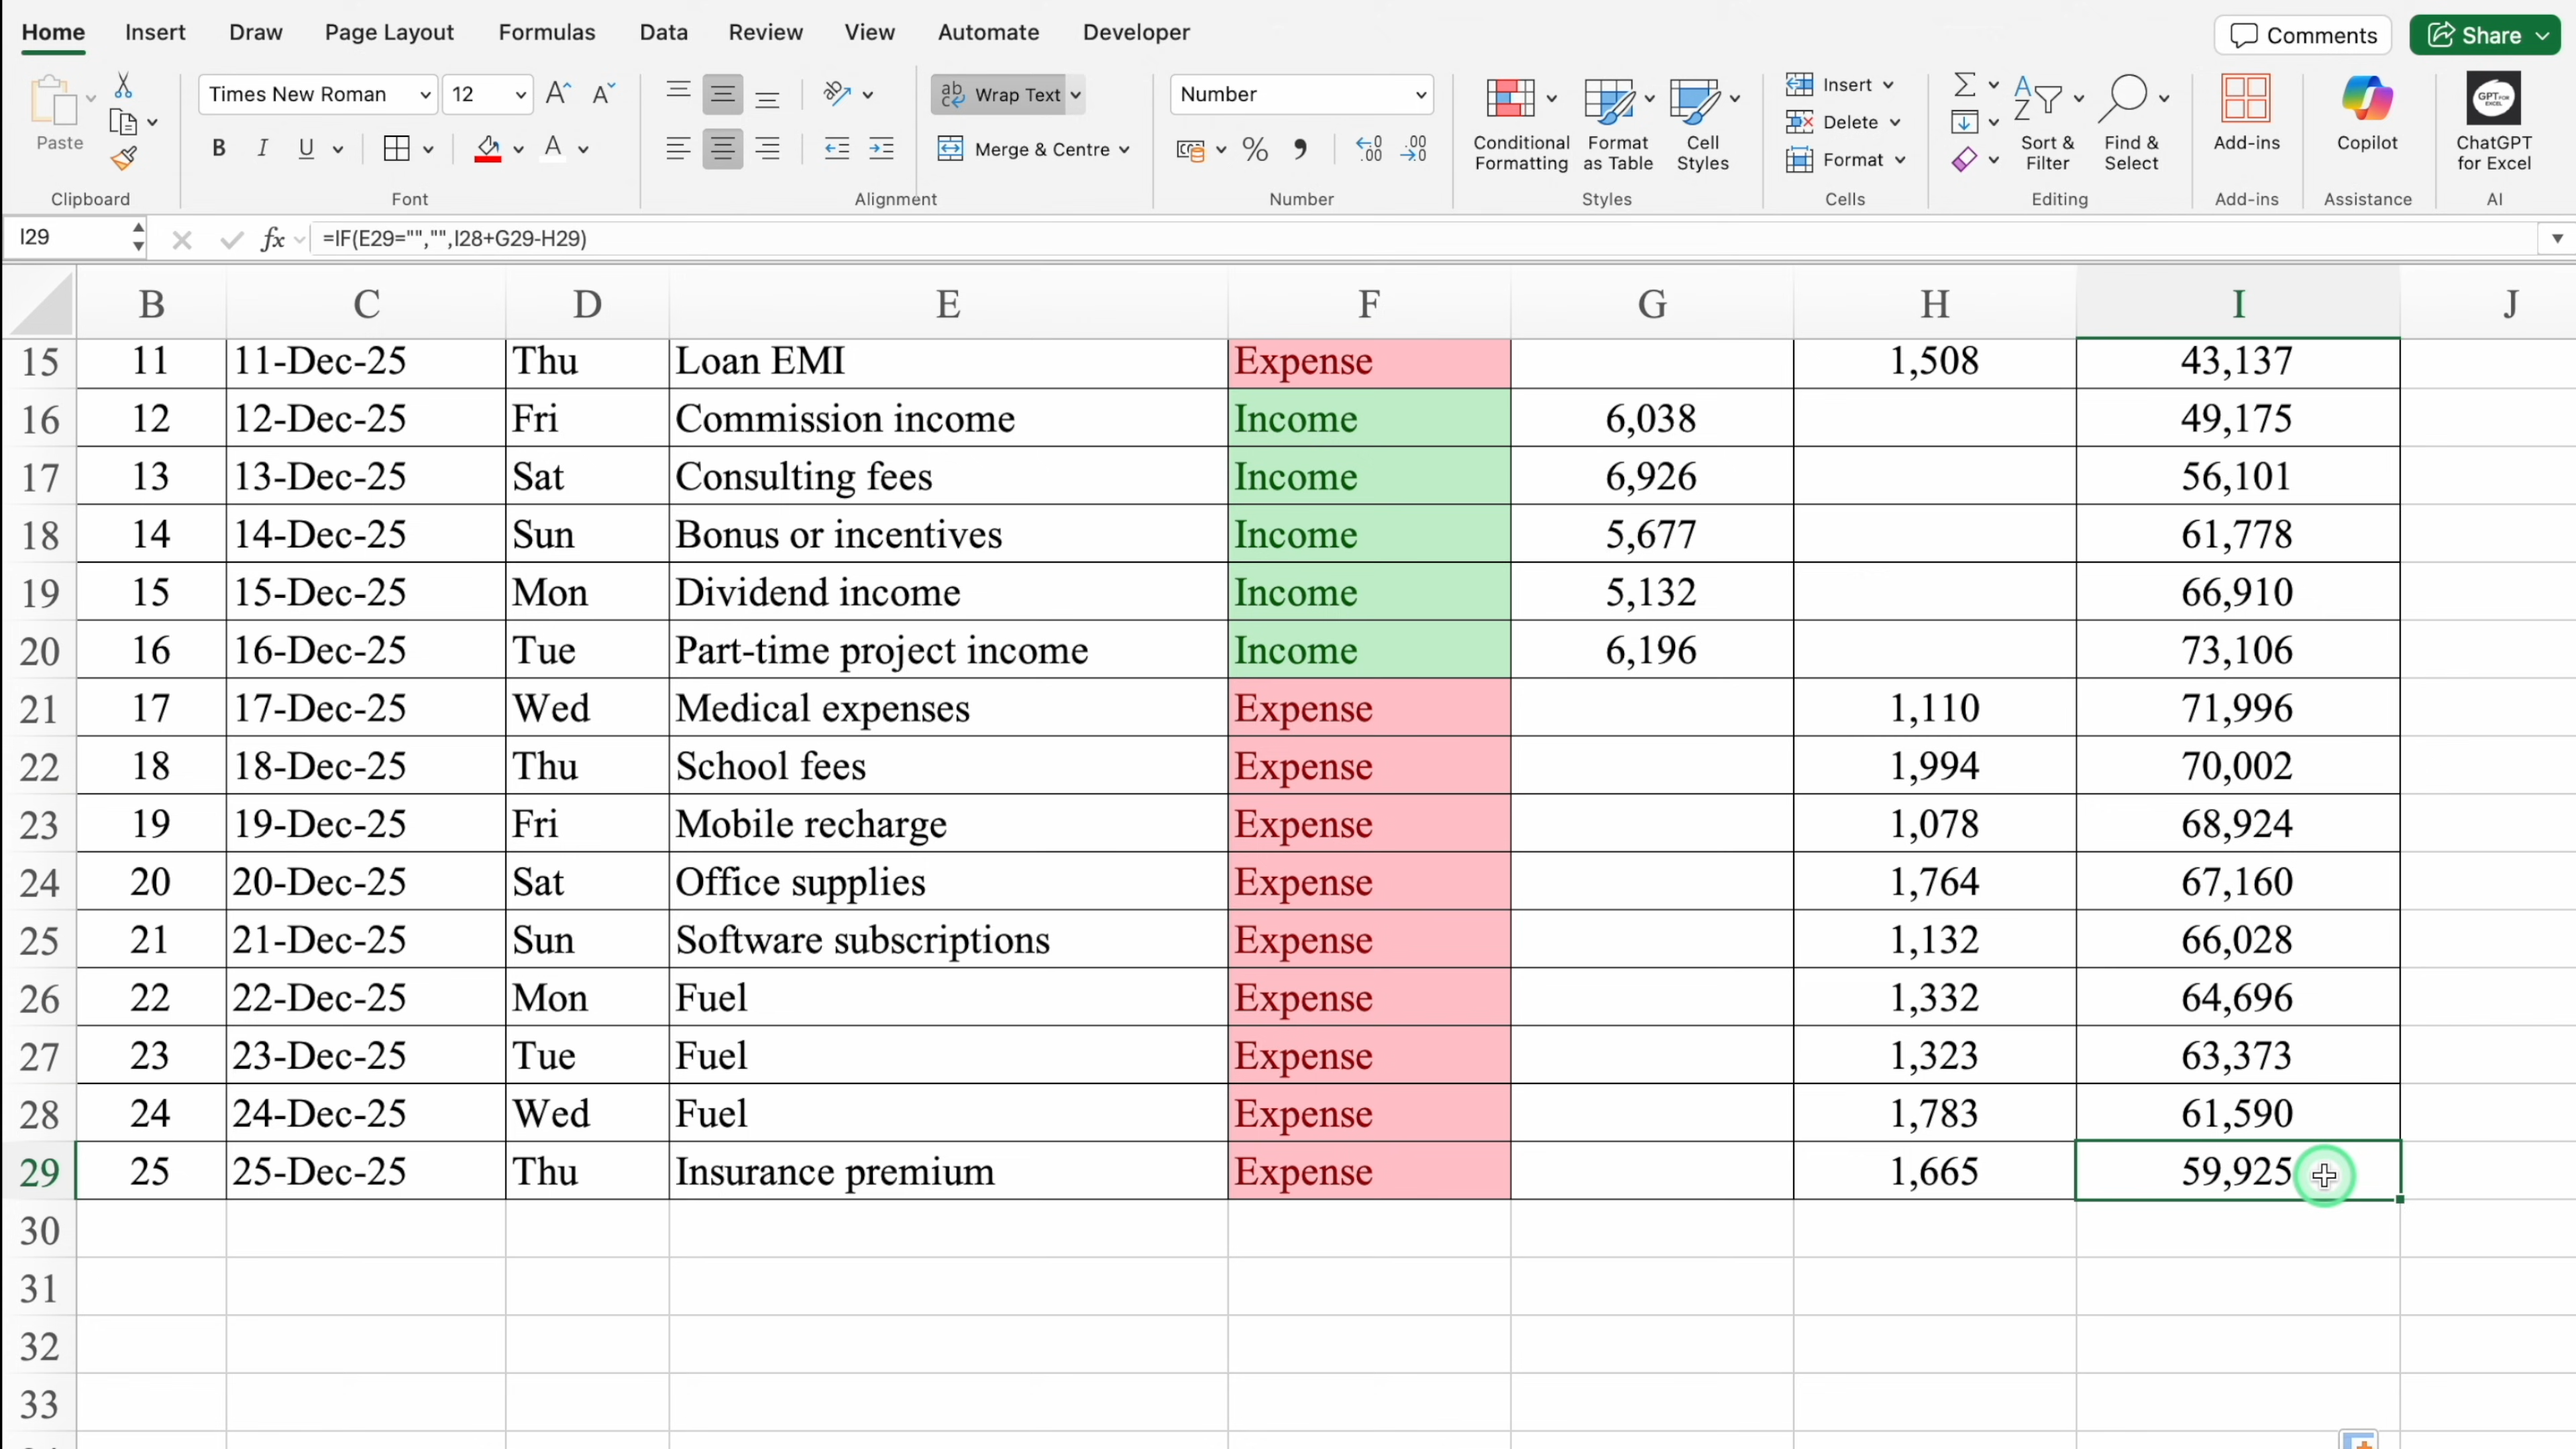 Home Insert Draw Page Layout Formulas Data Review View Automate Developer Comments Share
Paste Times New Roman 12 A A ab c Wrap Text Number Conditional Formatting Format as Table Cell Styles Insert Delete Format Sort & Filter Find & Select Add-ins Copilot GPT FOR EXCEL ChatGPT for Excel
B I U A Merge & Centre % .00 .00
Clipboard Font Alignment Number Styles Cells Editing Add-ins Assistance AI
I29 fx =IF(E29="","",I28+G29-H29)
B C D E F G H I J
15 11 11-Dec-25 Thu Loan EMI Expense 1,508 43,137
16 12 12-Dec-25 Fri Commission income Income 6,038 49,175
17 13 13-Dec-25 Sat Consulting fees Income 6,926 56,101
18 14 14-Dec-25 Sun Bonus or incentives Income 5,677 61,778
19 15 15-Dec-25 Mon Dividend income Income 5,132 66,910
20 16 16-Dec-25 Tue Part-time project income Income 6,196 73,106
21 17 17-Dec-25 Wed Medical expenses Expense 1,110 71,996
22 18 18-Dec-25 Thu School fees Expense 1,994 70,002
23 19 19-Dec-25 Fri Mobile recharge Expense 1,078 68,924
24 20 20-Dec-25 Sat Office supplies Expense 1,764 67,160
25 21 21-Dec-25 Sun Software subscriptions Expense 1,132 66,028
26 22 22-Dec-25 Mon Fuel Expense 1,332 64,696
27 23 23-Dec-25 Tue Fuel Expense 1,323 63,373
28 24 24-Dec-25 Wed Fuel Expense 1,783 61,590
29 25 25-Dec-25 Thu Insurance premium Expense 1,665 59,925
30
31
32
33